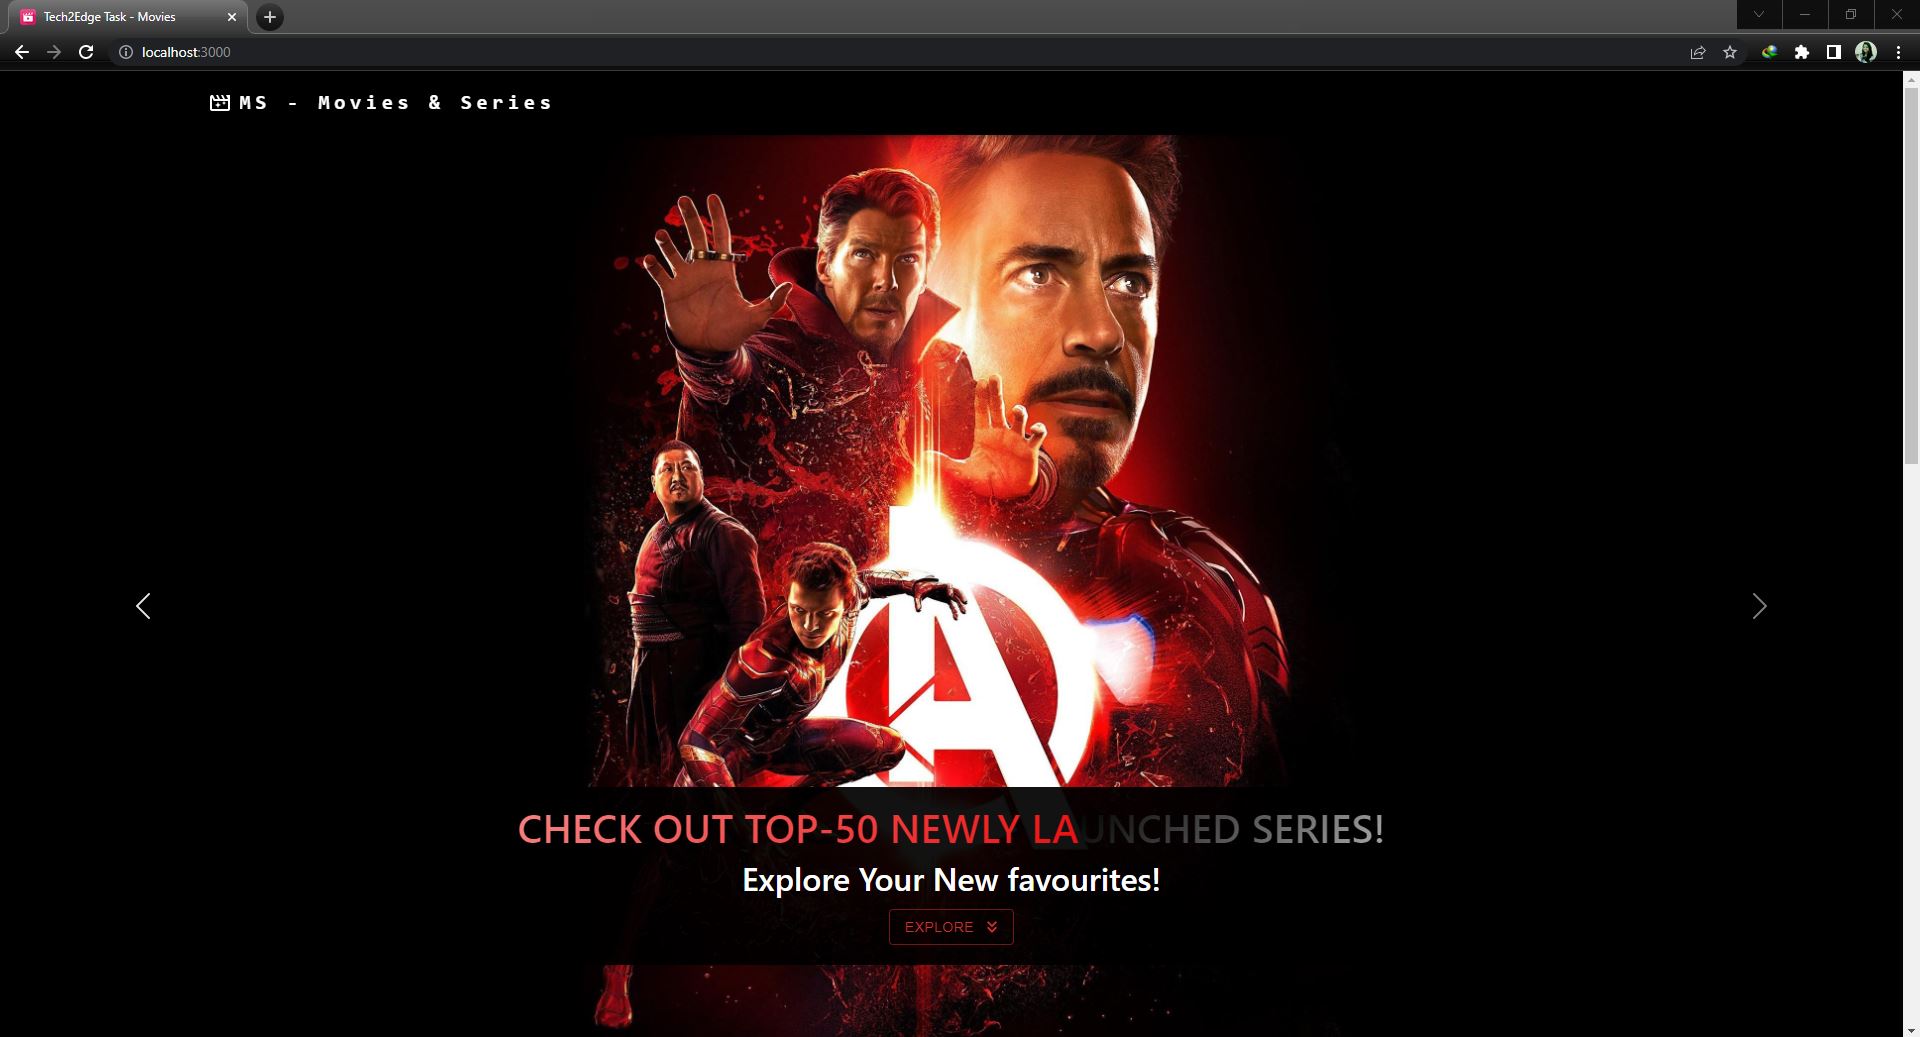 Tech2Edge Task - Movies
localhost:3000
MS - Movies & Series
A
CHECK OUT TOP-50 NEWLY LAUNCHED SERIES!
Explore Your New favourites!
EXPLORE